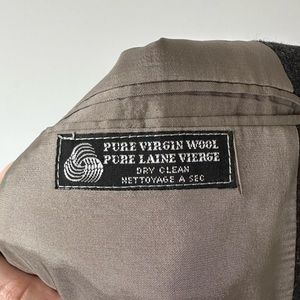 PURE VIRGIN WOOL
PURE LAINE VIERGE
DRY CLEAN
NETTOYAGE A SEC